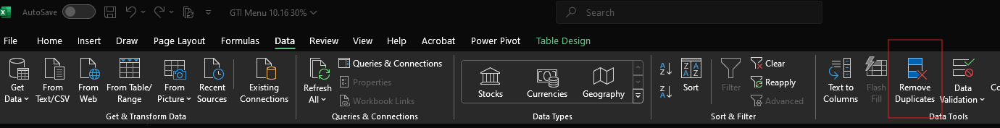 AutoSave
GTI Menu 10.16 30%
Search
File Home Insert Draw Page Layout Formulas Data Review View Help Acrobat Power Pivot Table Design
Get
Data
From
Text/CSV
From
Web
From Table/
Range
From
Picture
Recent
Sources
Existing
Connections
Get & Transform Data
Refresh
All
Queries & Connections
Properties
Workbook Links
Queries & Connections
Stocks
Currencies
Geography
Data Types
A
Z
Z
A
Z A
A Z
Sort
Filter
Clear
Reapply
Advanced
Sort & Filter
Text to
Columns
Flash
Fill
Remove
Duplicates
Data
Validation
Data Tools